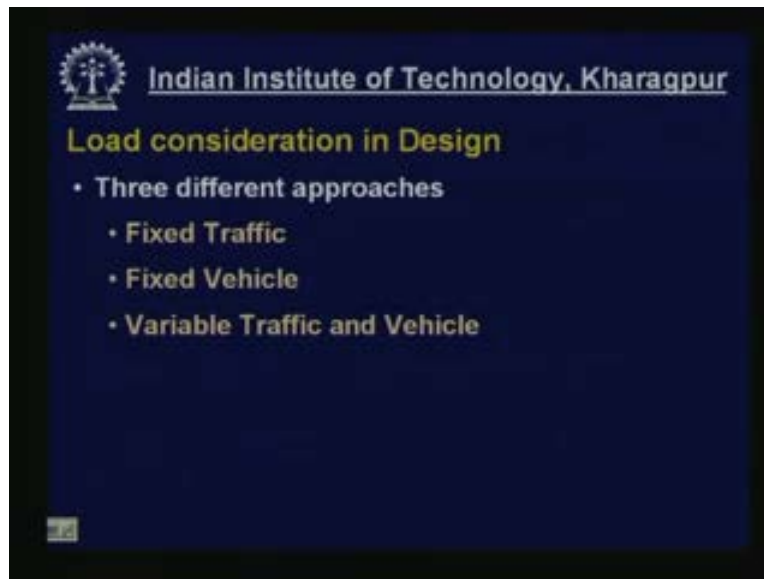 Indian Institute of Technology, Kharagpur
Load consideration in Design
• Three different approaches
• Fixed Traffic
• Fixed Vehicle
• Variable Traffic and Vehicle